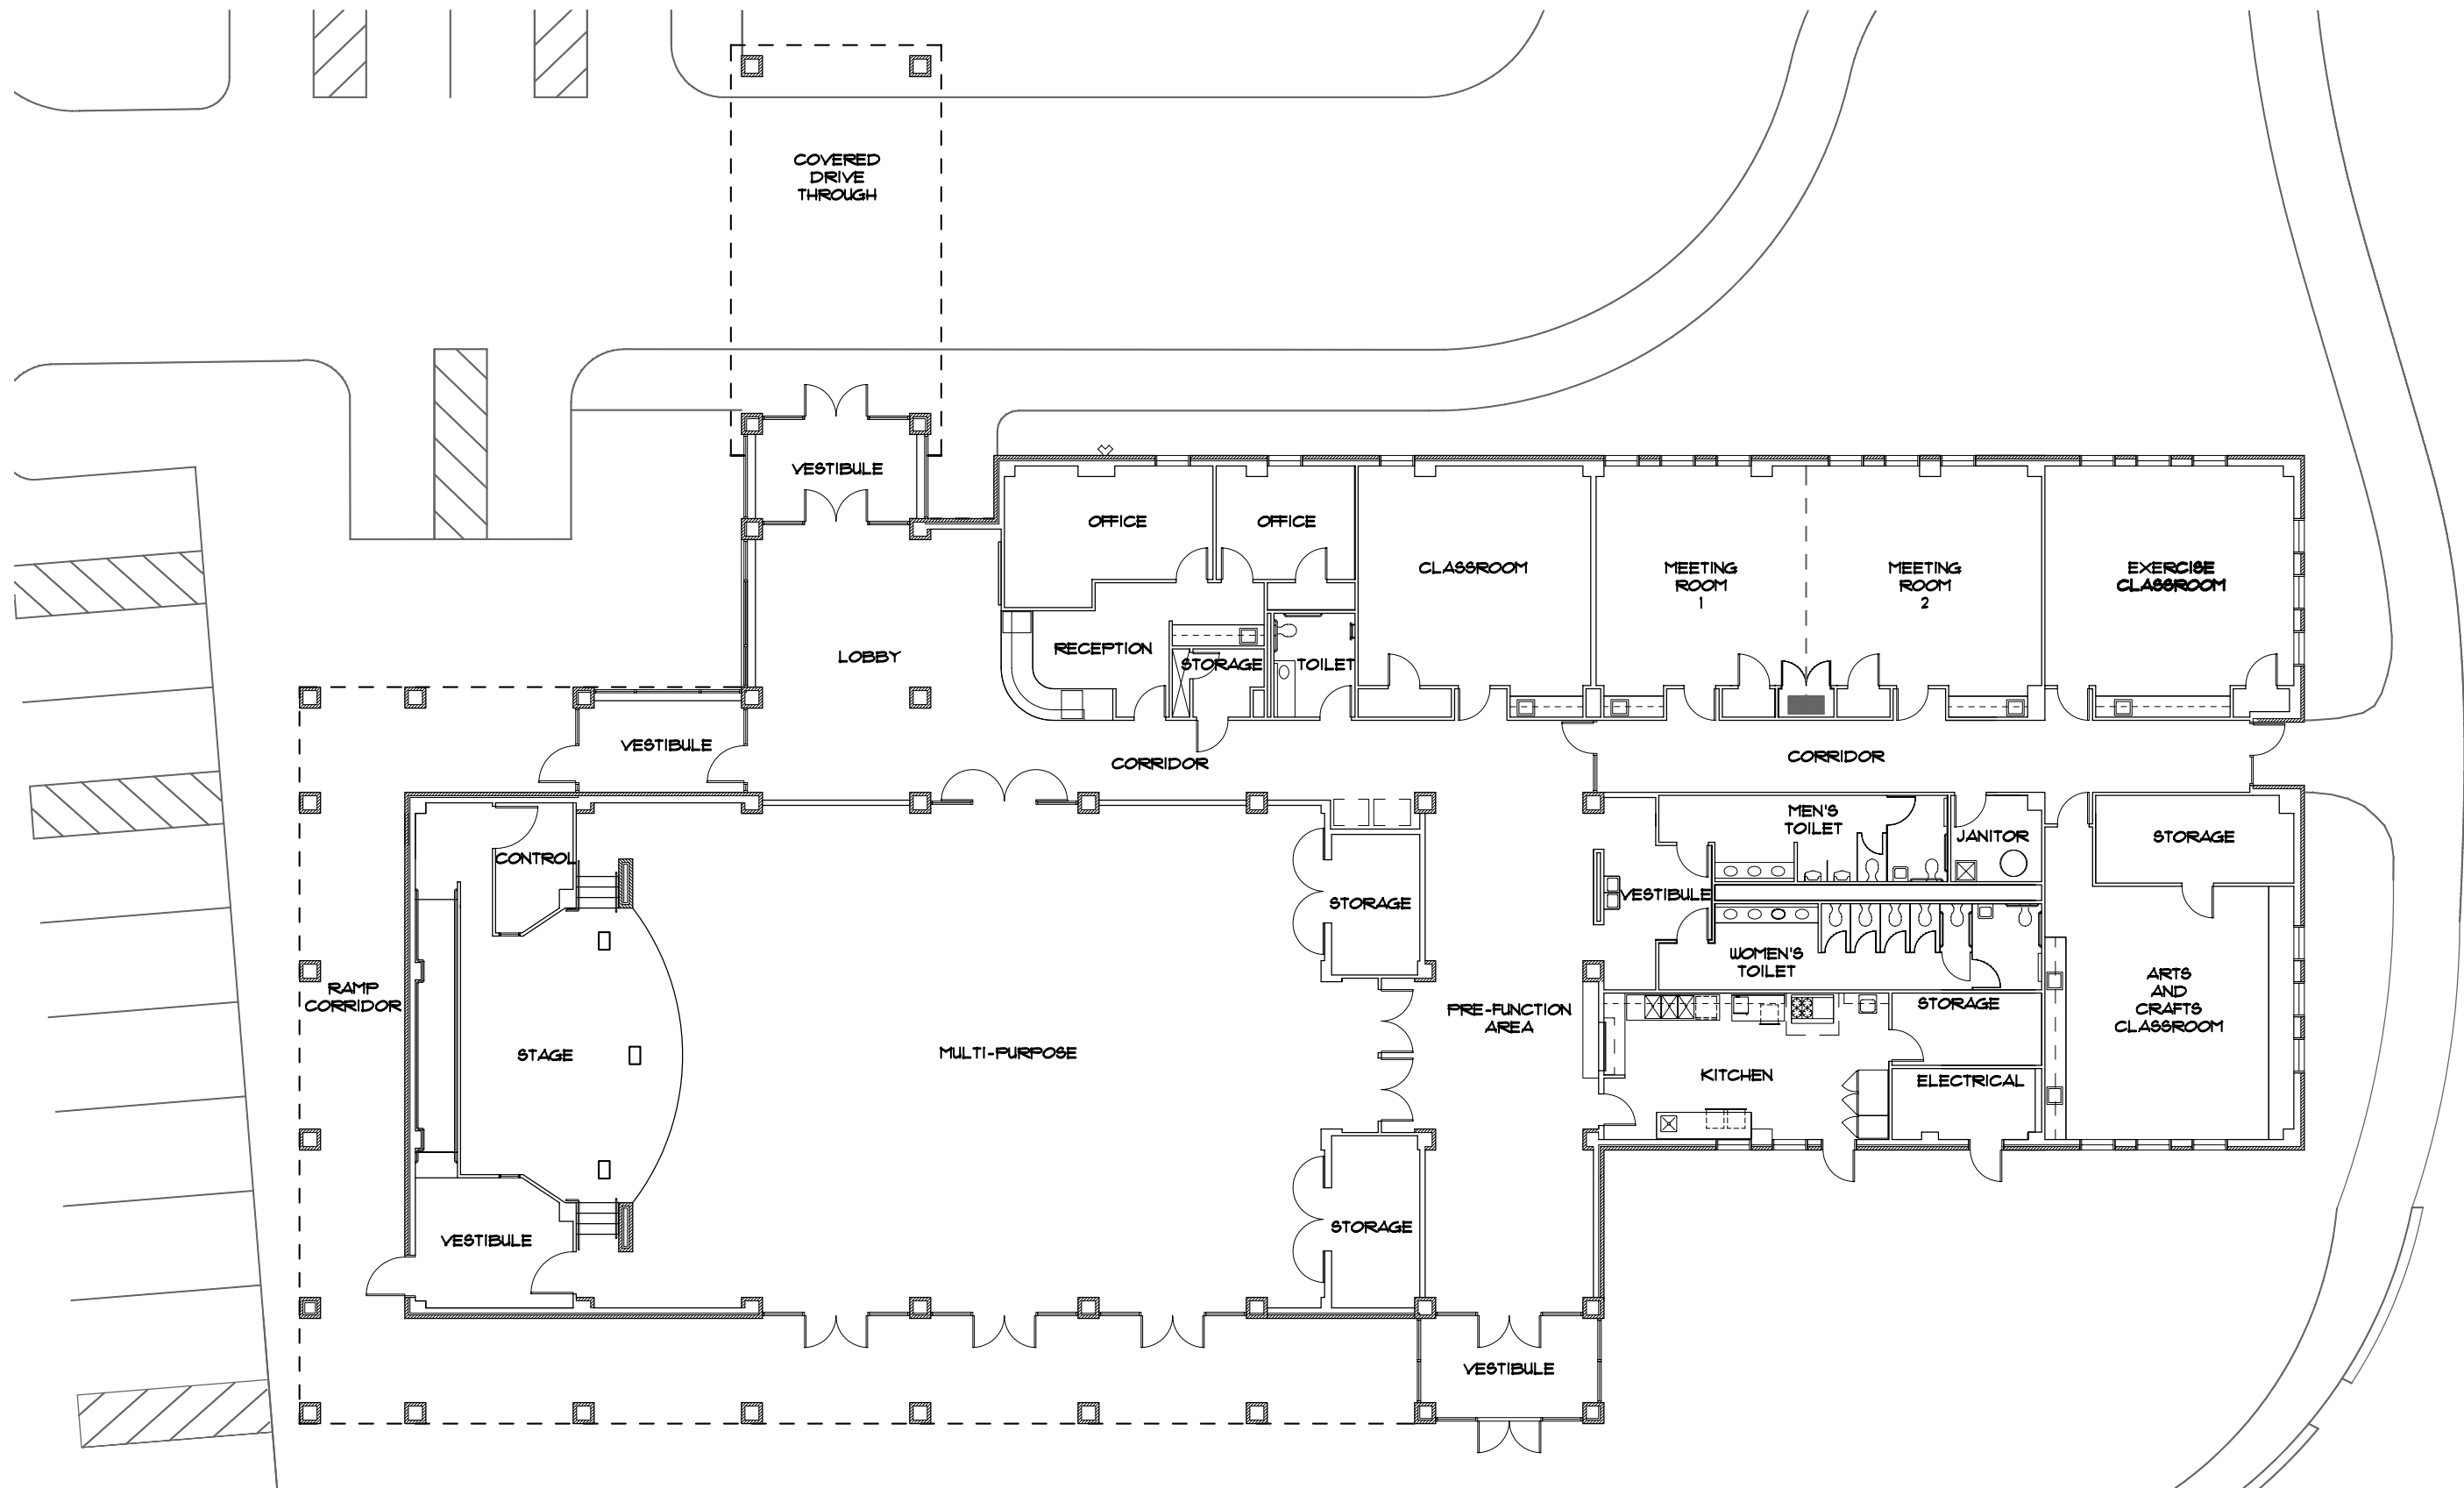 COVERED
DRIVE
THROUGH
VESTIBULE
OFFICE
OFFICE
CLASSROOM
MEETING
ROOM
1
MEETING
ROOM
2
EXERCISE
CLASSROOM
LOBBY
RECEPTION
STORAGE
TOILET
VESTIBULE
CORRIDOR
CORRIDOR
MEN'S
TOILET
JANITOR
STORAGE
CONTROL
STORAGE
VESTIBULE
WOMEN'S
TOILET
RAMP
CORRIDOR
PRE-FUNCTION
AREA
STORAGE
ARTS
AND
CRAFTS
CLASSROOM
STAGE
MULTI-PURPOSE
KITCHEN
ELECTRICAL
VESTIBULE
STORAGE
VESTIBULE